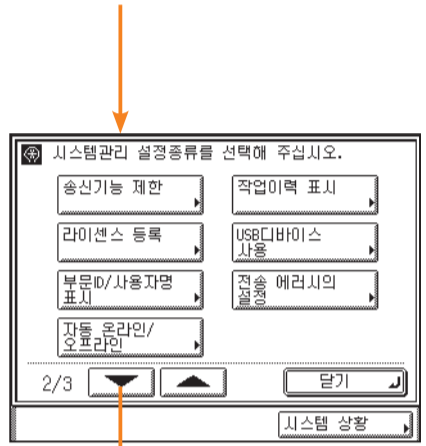 시스템관리 설정종류를 선택해 주십시오.
송신기능 제한
작업이력 표시
라이센스 등록
USB디바이스
사용
부문ID/사용자명
표시
전송 에러시의
설정
자동 온라인/
오프라인
2/3
닫기
시스템 상황